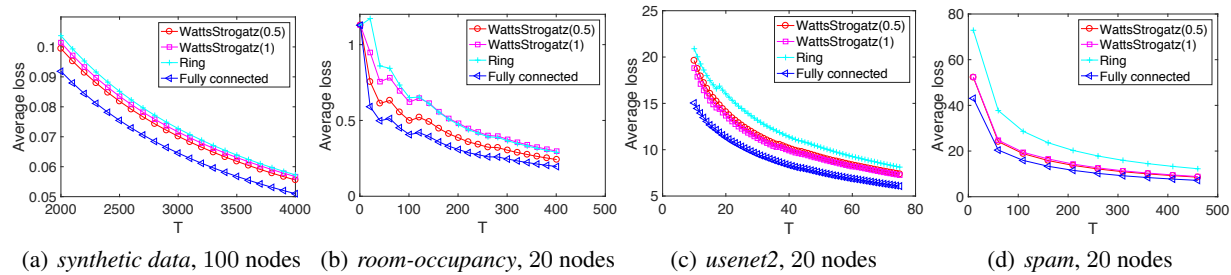 WattsStrogatz(0.5)
WattsStrogatz(1)
Ring
Fully connected
Average loss
0.1
0.09
0.08
0.07
0.06
0.05
2000 2500 3000 3500 4000
T
(a) synthetic data, 100 nodes
WattsStrogatz(0.5)
WattsStrogatz(1)
Ring
Fully connected
Average loss
1
0.5
0
0 100 200 300 400 500
T
(b) room-occupancy, 20 nodes
WattsStrogatz(0.5)
WattsStrogatz(1)
Ring
Fully connected
Average loss
25
20
15
10
5
0 20 40 60 80
T
(c) usenet2, 20 nodes
WattsStrogatz(0.5)
WattsStrogatz(1)
Ring
Fully connected
Average loss
80
60
40
20
0
0 100 200 300 400 500
T
(d) spam, 20 nodes